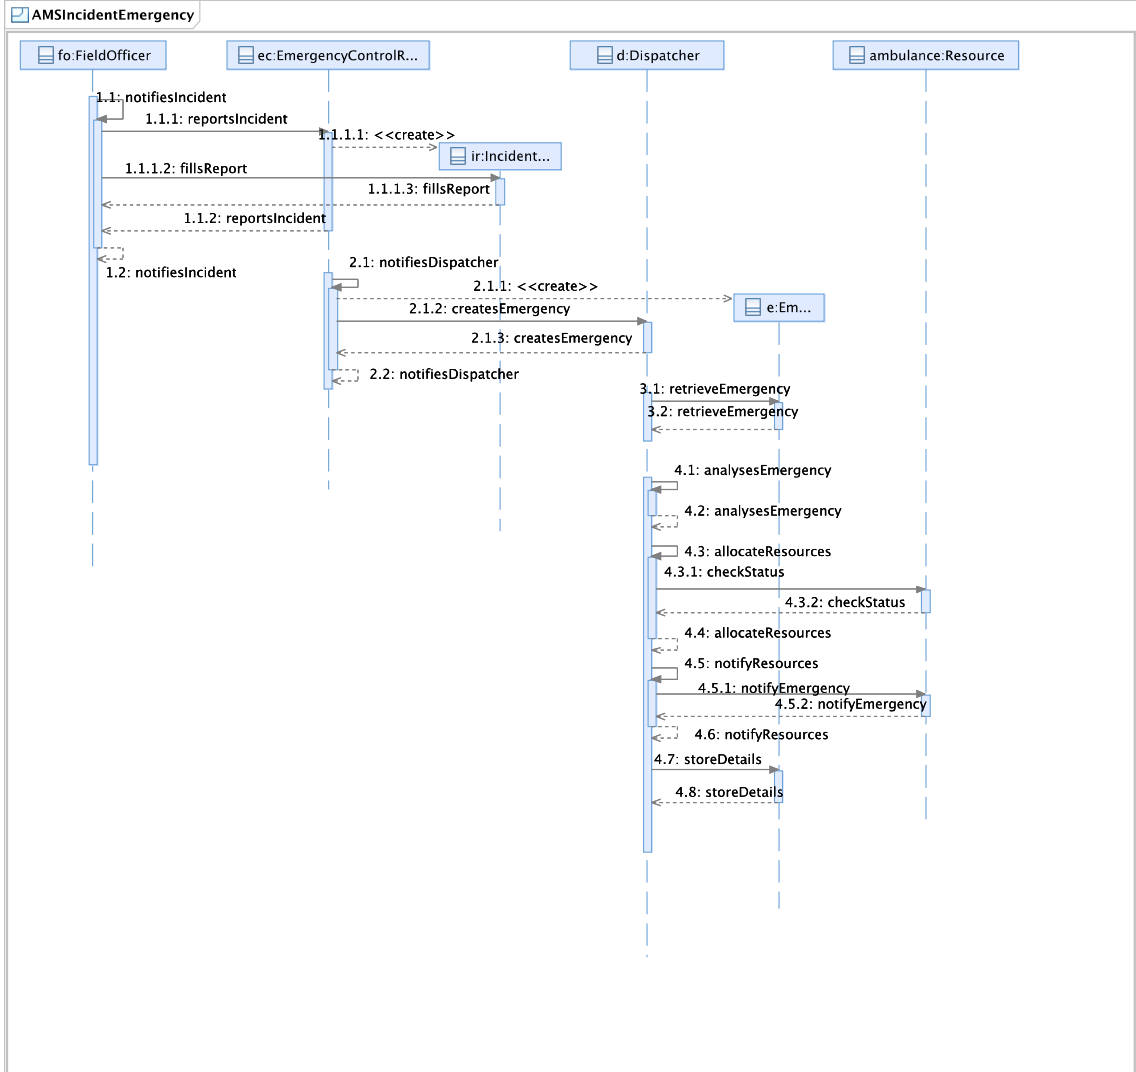 AMSIncidentEmergency
fo:FieldOfficer
ec:EmergencyControlR...
d:Dispatcher
ambulance:Resource
1.1: notifiesIncident
1.1.1: reportsIncident
1.1.1.1: <<create>>
ir:Incident...
1.1.1.2: fillsReport
1.1.1.3: fillsReport
1.1.2: reportsIncident
1.2: notifiesIncident
2.1: notifiesDispatcher
2.1.1: <<create>>
e:Em...
2.1.2: createsEmergency
2.1.3: createsEmergency
2.2: notifiesDispatcher
3.1: retrieveEmergency
3.2: retrieveEmergency
4.1: analysesEmergency
4.2: analysesEmergency
4.3: allocateResources
4.3.1: checkStatus
4.3.2: checkStatus
4.4: allocateResources
4.5: notifyResources
4.5.1: notifyEmergency
4.5.2: notifyEmergency
4.6: notifyResources
4.7: storeDetails
4.8: storeDetails